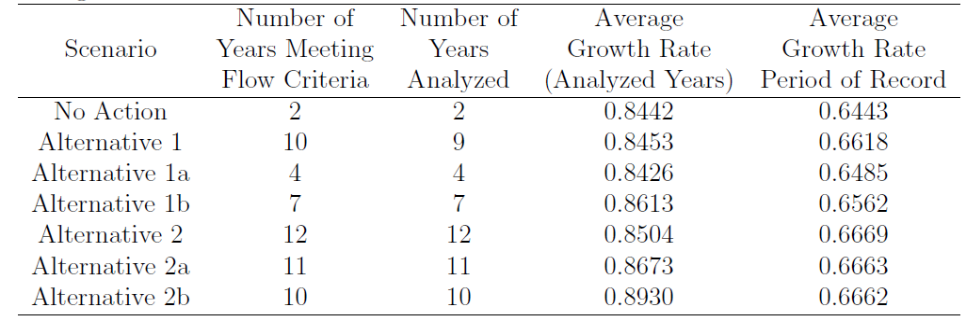 Scenario Number of Years Meeting Flow Criteria Number of Years Analyzed Average Growth Rate (Analyzed Years) Average Growth Rate Period of Record
No Action 2 2 0.8442 0.6443
Alternative 1 10 9 0.8453 0.6618
Alternative 1a 4 4 0.8426 0.6485
Alternative 1b 7 7 0.8613 0.6562
Alternative 2 12 12 0.8504 0.6669
Alternative 2a 11 11 0.8673 0.6663
Alternative 2b 10 10 0.8930 0.6662